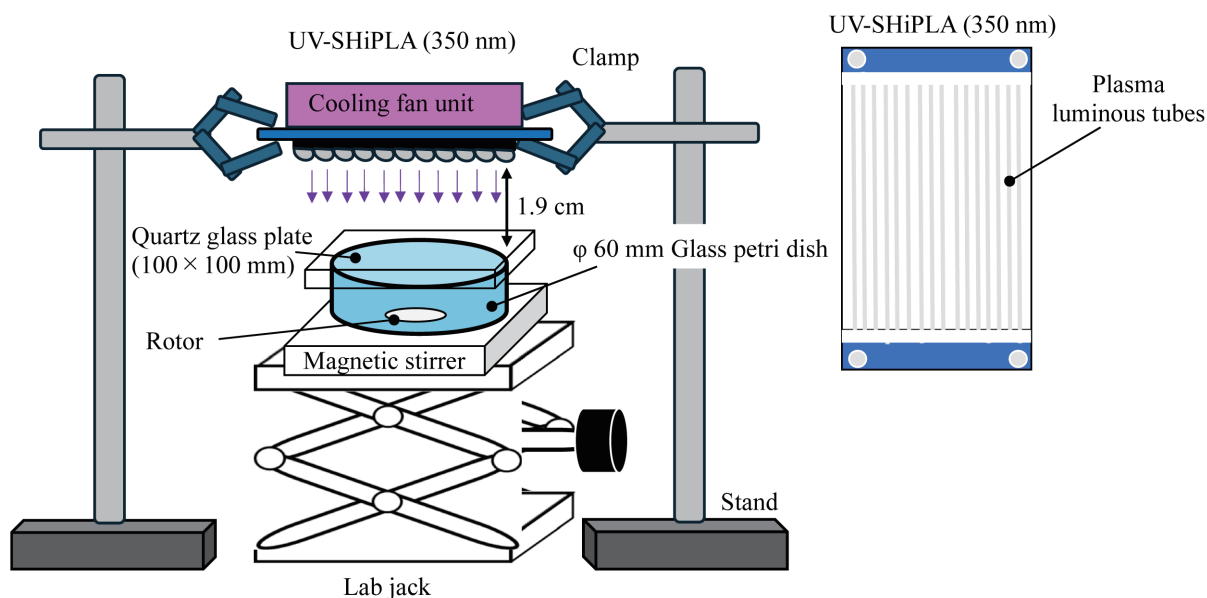 UV-SHiPLA (350 nm)
Clamp
Cooling fan unit
1.9 cm
Quartz glass plate
(100 × 100 mm)
φ 60 mm Glass petri dish
Rotor
Magnetic stirrer
Stand
Lab jack
UV-SHiPLA (350 nm)
Plasma
luminous tubes